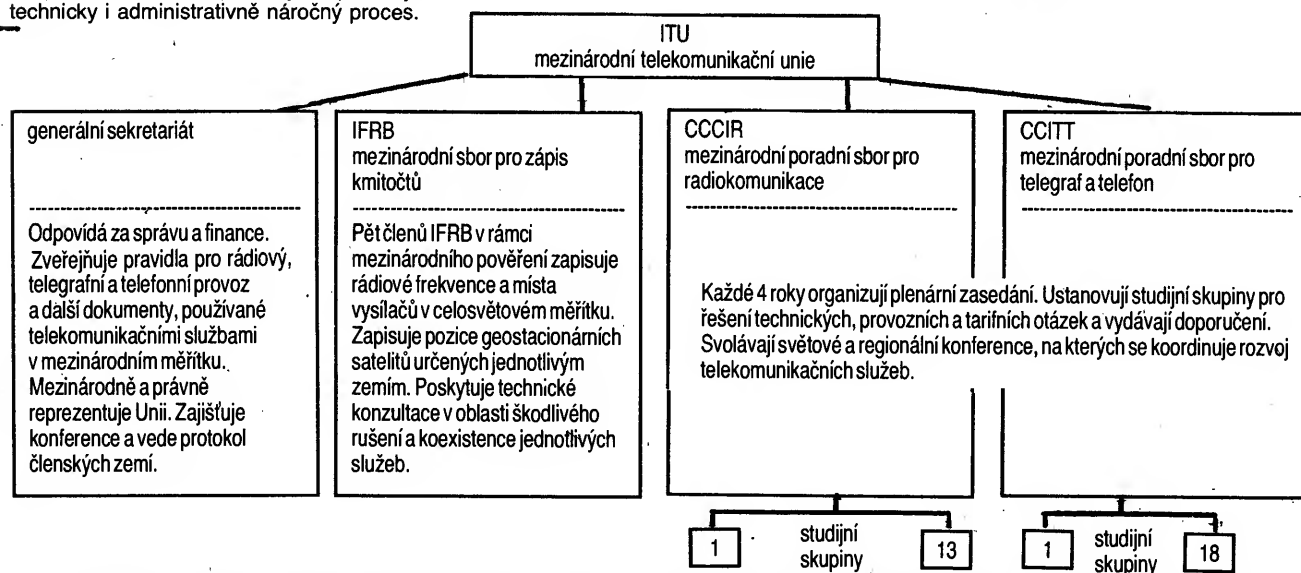 technicky i administrativně náročný proces.
ITU
mezinárodní telekomunikační unie
generální sekretariát
Odpovídá za správu a finance.
Zveřejňuje pravidla pro rádiový,
telegrafní a telefonní provoz
a další dokumenty, používané
telekomunikačními službami
v mezinárodním měřítku.
Mezinárodně a právně
reprezentuje Unii. Zajišťuje
konference a vede protokol
členských zemí.
IFRB
mezinárodní sbor pro zápis
kmitočtů
Pět členů IFRB v rámci
mezinárodního pověření zapisuje
rádiové frekvence a místa
vysílačů v celosvětovém měřítku.
Zapisuje pozice geostacionárních
satelitů určených jednotlivým
zemím. Poskytuje technické
konzultace v oblasti škodlivého
rušení a koexistence jednotlivých
služeb.
CCCIR
mezinárodní poradní sbor pro
radiokomunikace
CCITT
mezinárodní poradní sbor pro
telegraf a telefon
Každé 4 roky organizují plenární zasedání. Ustanovují studijní skupiny pro
řešení technických, provozních a tarifních otázek a vydávají doporučení.
Svolávají světové a regionální konference, na kterých se koordinuje rozvoj
telekomunikačních služeb.
1 studijní skupiny 13
1 studijní skupiny 18